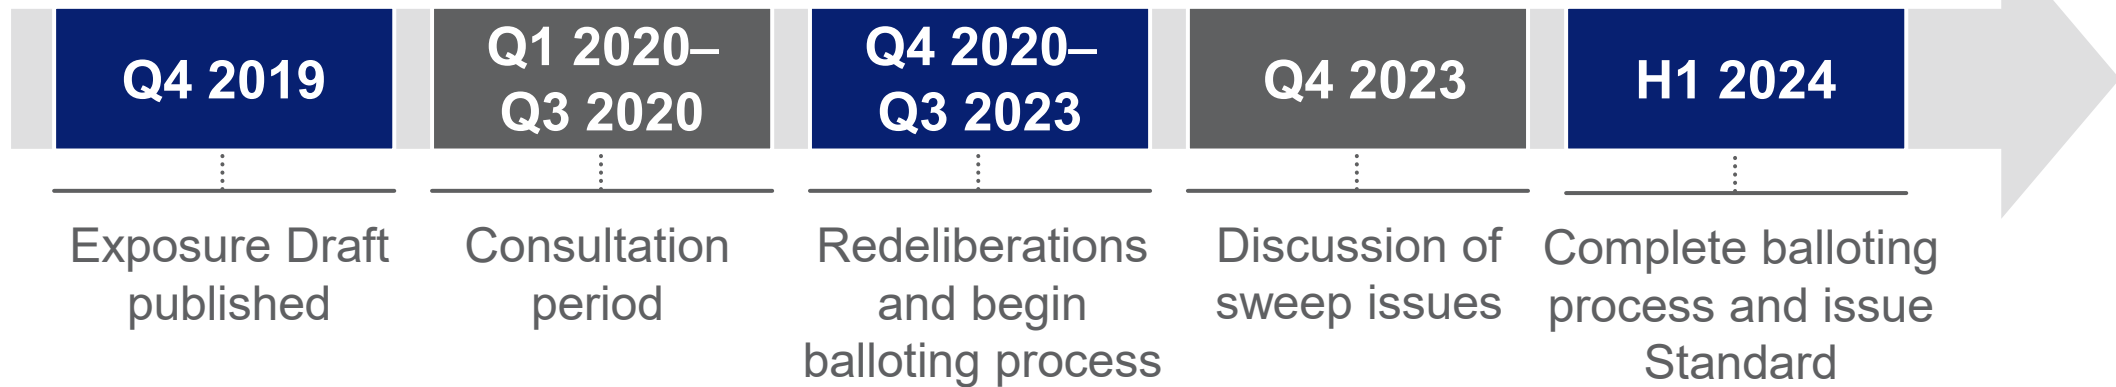 Q4 2019
Exposure Draft
published
Q1 2020–
Q3 2020
Consultation
period
Q4 2020–
Q3 2023
Redeliberations
and begin
balloting process
Q4 2023
Discussion of
sweep issues
H1 2024
Complete balloting
process and issue
Standard